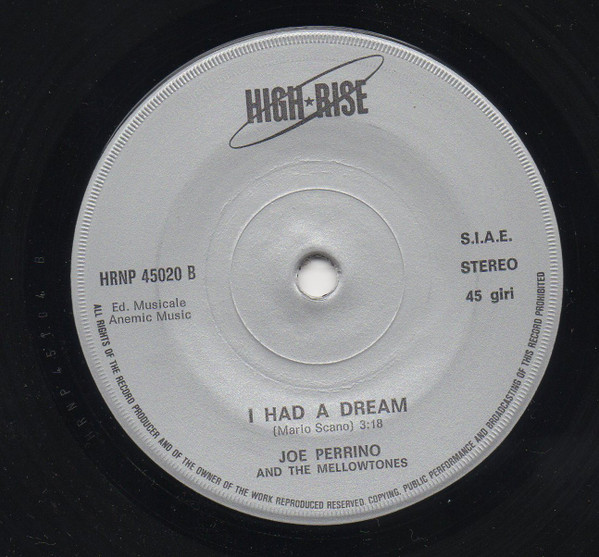 HIGH★RISE
S.I.A.E.
STEREO
45 giri
HRNP 45020 B
Ed. Musicale
Anemic Music
I HAD A DREAM
(Mario Scano) 3:18
JOE PERRINO
AND THE MELLOWTONES
ALL RIGHTS OF THE RECORD PRODUCER AND OF THE OWNER OF THE WORK REPRODUCED RESERVED. COPYING, PUBLIC PERFORMANCE AND BROADCASTING OF THIS RECORD PROHIBITED